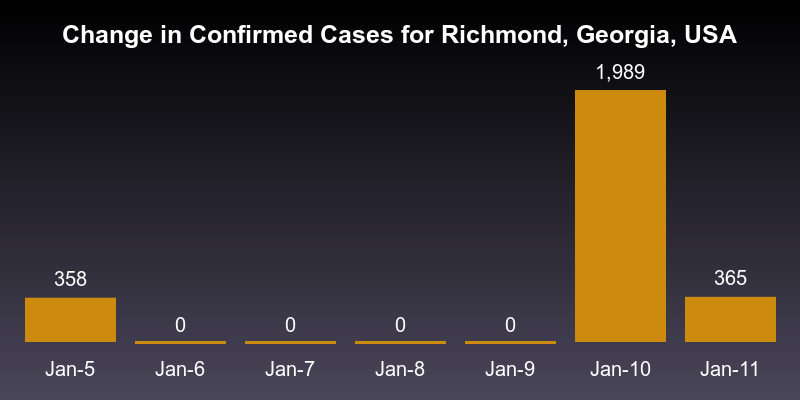 Change in Confirmed Cases for Richmond, Georgia, USA
1,989
358
0
0
0
0
365
Jan-5
Jan-6
Jan-7
Jan-8
Jan-9
Jan-10
Jan-11